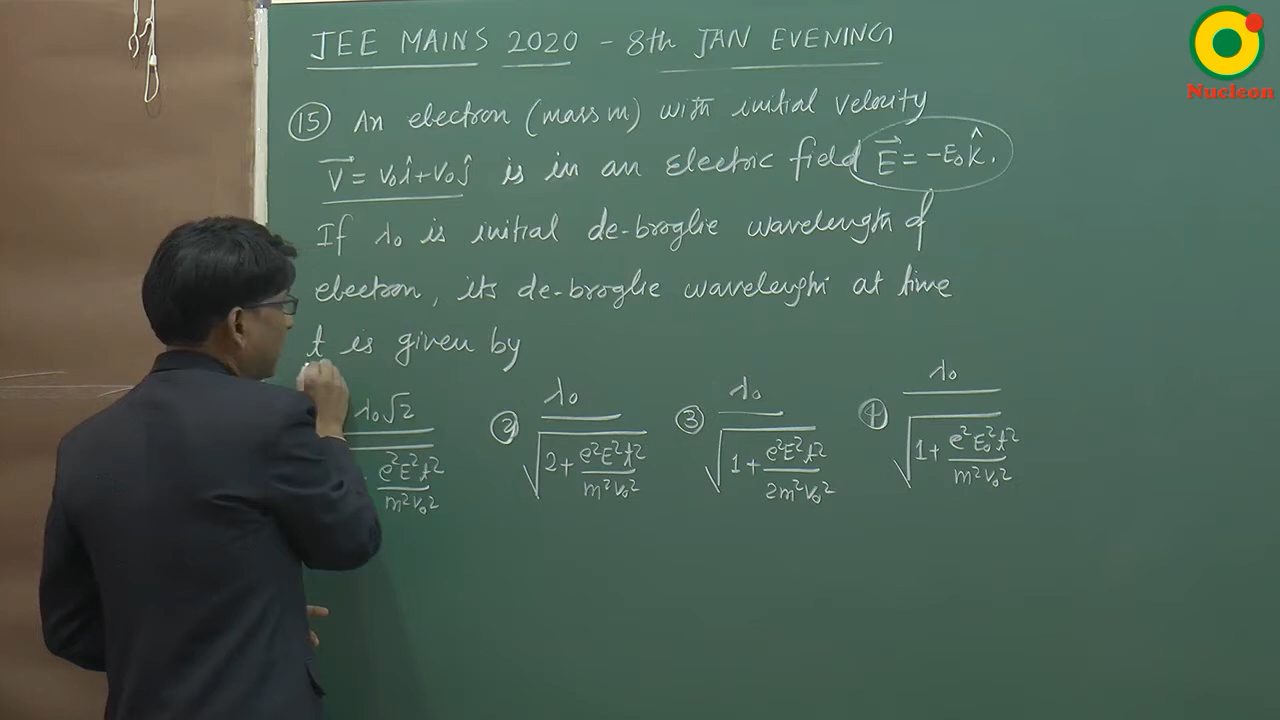 JEE MAINS 2020 - 8th JAN EVENING
Nucleon
(15) An electron (mass m) with initial velocity
V⃗ = v₀î + v₀ĵ is in an electric field E⃗ = -E₀k̂.
If λ₀ is initial de-broglie wavelength of
electron, its de-broglie wavelength at time
t is given by
λ₀√2 / √(e²E²t²/m²v₀²)
(2) λ₀ / √(2 + e²E²t²/m²v₀²)
(3) λ₀ / √(1 + e²E²t²/2m²v₀²)
(4) λ₀ / √(1 + e²E₀²t²/m²v₀²)